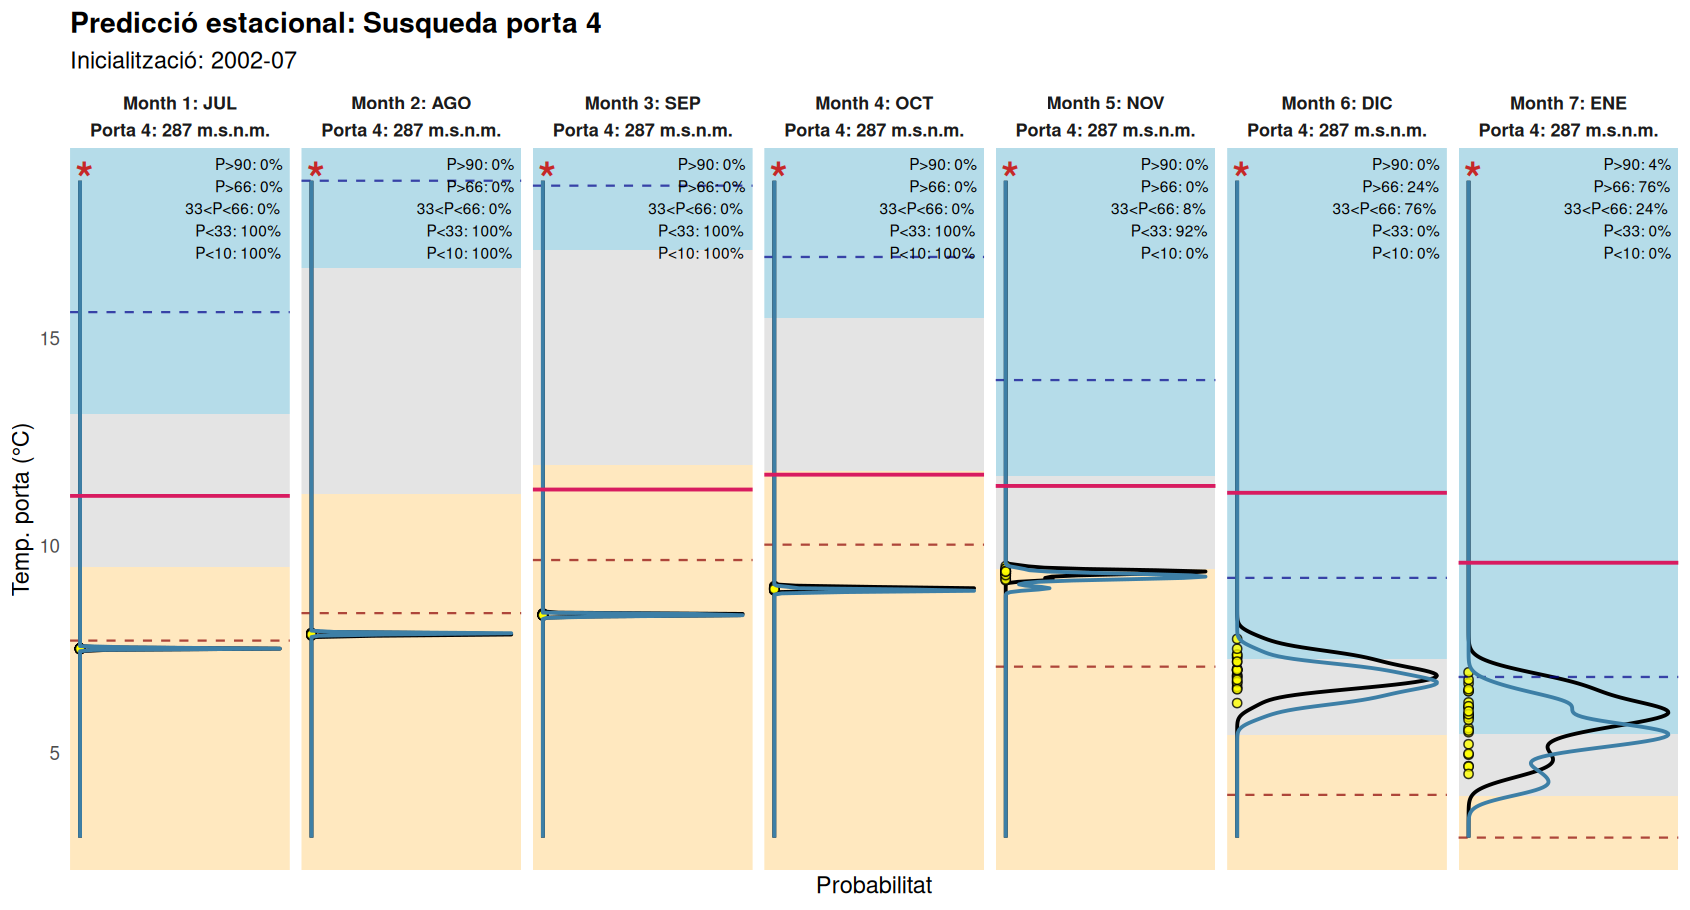 Predicció estacional: Susqueda porta 4
Inicialització: 2002-07
Month 1: JUL
Porta 4: 287 m.s.n.m.
Month 2: AGO
Porta 4: 287 m.s.n.m.
Month 3: SEP
Porta 4: 287 m.s.n.m.
Month 4: OCT
Porta 4: 287 m.s.n.m.
Month 5: NOV
Porta 4: 287 m.s.n.m.
Month 6: DIC
Porta 4: 287 m.s.n.m.
Month 7: ENE
Porta 4: 287 m.s.n.m.
*
P>90: 0%
P>66: 0%
33<P<66: 0%
P<33: 100%
P<10: 100%
*
P>90: 0%
P>66: 0%
33<P<66: 0%
P<33: 100%
P<10: 100%
*
P>90: 0%
P>66: 0%
33<P<66: 0%
P<33: 100%
P<10: 100%
*
P>90: 0%
P>66: 0%
33<P<66: 0%
P<33: 100%
P<10: 100%
*
P>90: 0%
P>66: 0%
33<P<66: 8%
P<33: 92%
P<10: 0%
*
P>90: 0%
P>66: 24%
33<P<66: 76%
P<33: 0%
P<10: 0%
*
P>90: 4%
P>66: 76%
33<P<66: 24%
P<33: 0%
P<10: 0%
15
10
5
Temp. porta (°C)
Probabilitat